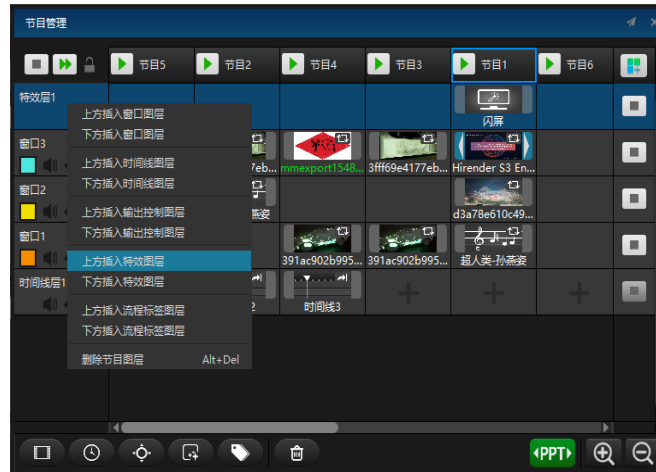 节目管理
节目5
节目2
节目4
节目3
节目1
节目6
特效层1
闪屏
上方插入窗口图层
下方插入窗口图层
上方插入时间线图层
下方插入时间线图层
上方插入输出控制图层
下方插入输出控制图层
上方插入特效图层
下方插入特效图层
上方插入流程标签图层
下方插入流程标签图层
删除节目图层 Alt+Del
窗口3
7eb...
mmexport1548...
3fff69e4177eb...
Hirender S3 En...
窗口2
燕姿
d3a78e610c49...
窗口1
391ac902b995...
391ac902b995...
超人类-孙燕姿
时间线层1
2
时间线3
PPT